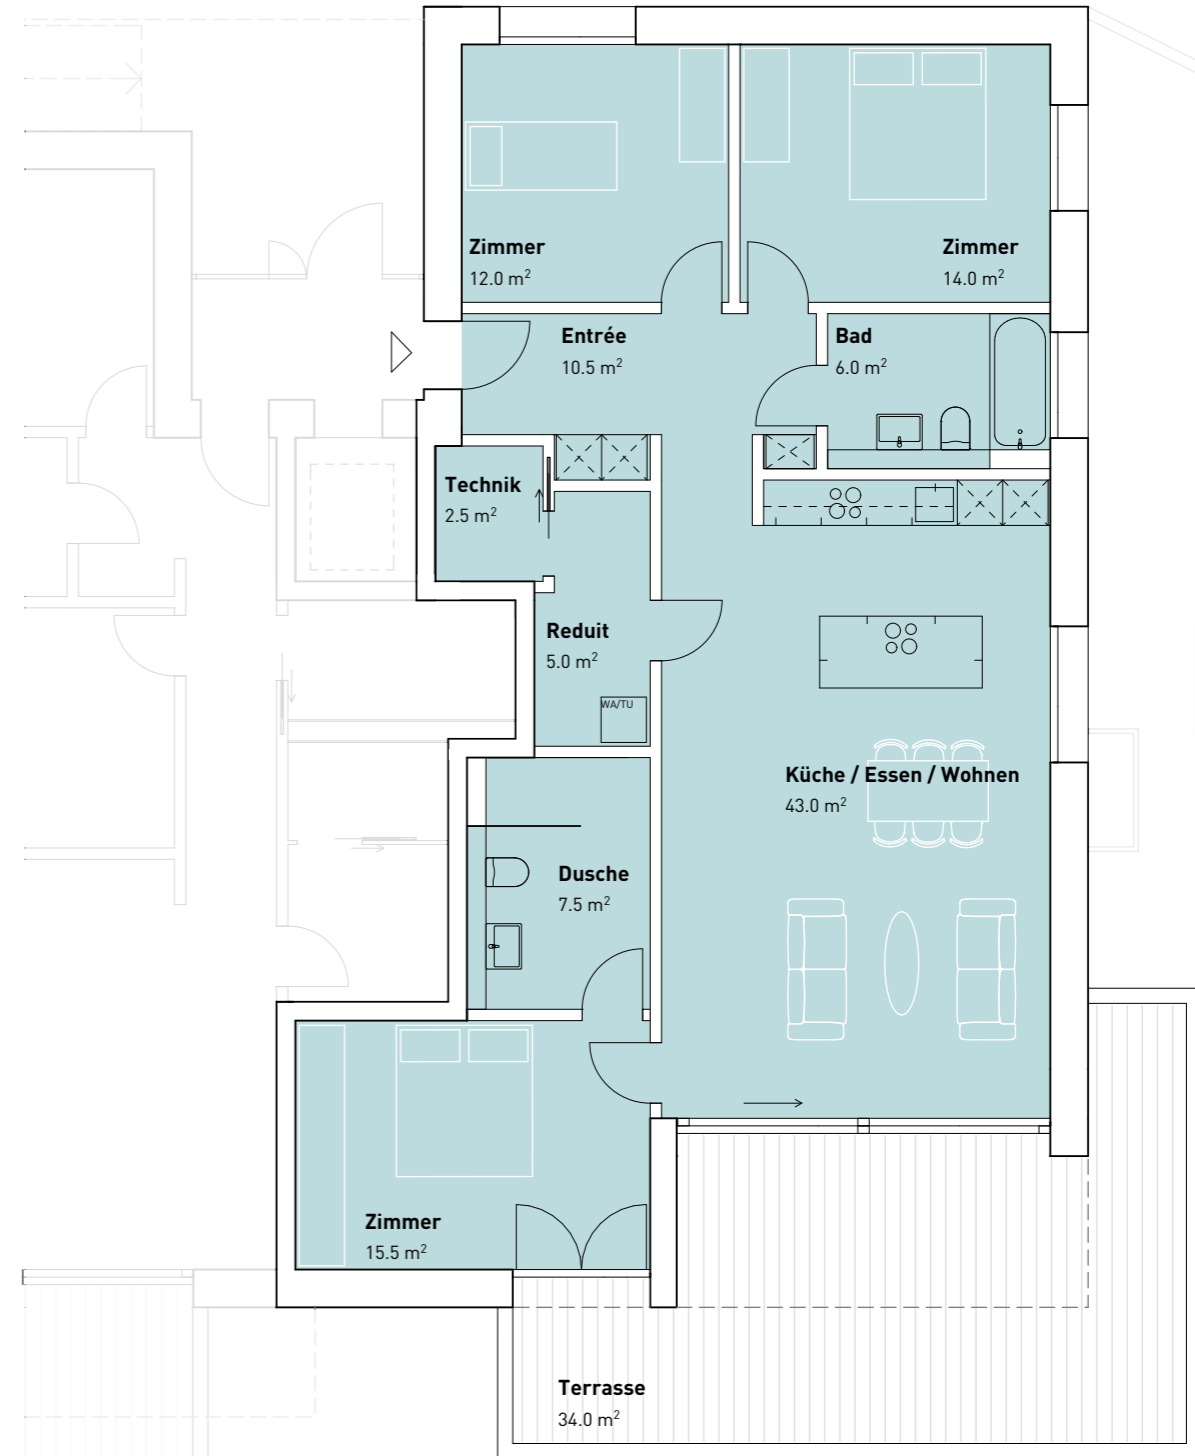 Zimmer
12.0 m²
Zimmer
14.0 m²
Entrée
10.5 m²
Bad
6.0 m²
Technik
2.5 m²
Reduit
5.0 m²
WA/TU
Küche / Essen / Wohnen
43.0 m²
Dusche
7.5 m²
Zimmer
15.5 m²
Terrasse
34.0 m²